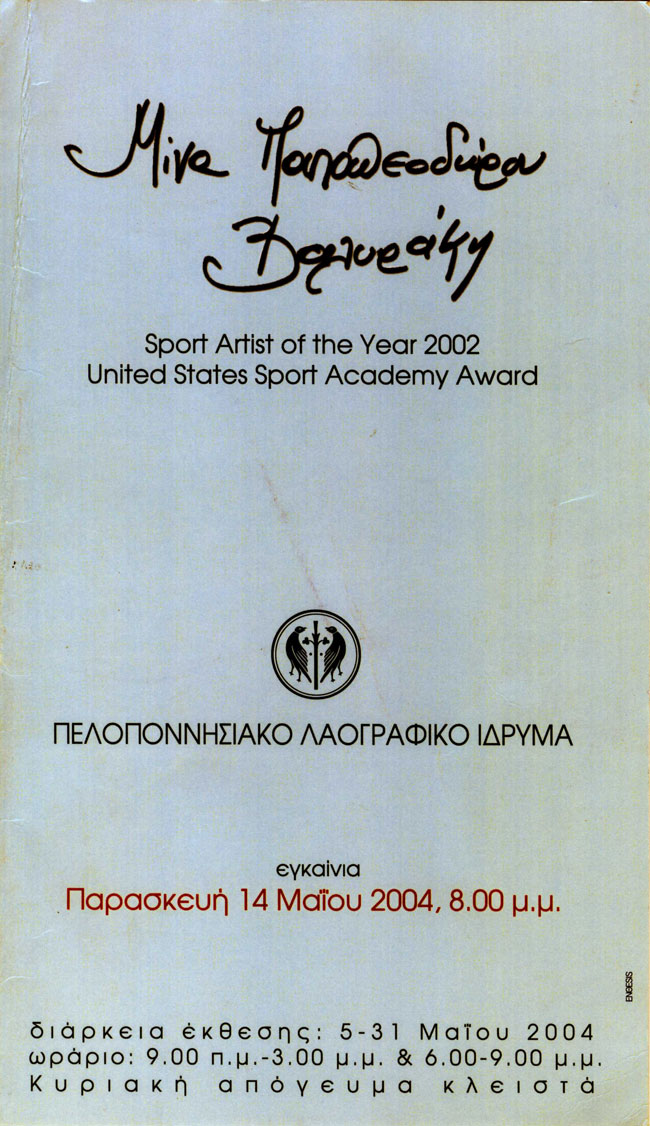 Μίνα Παπαθεοδώρου
Βαλυράκη
Sport Artist of the Year 2002
United States Sport Academy Award
ΠΕΛΟΠΟΝΝΗΣΙΑΚΟ ΛΑΟΓΡΑΦΙΚΟ ΙΔΡΥΜΑ
εγκαίνια
Παρασκευή 14 Μαΐου 2004, 8.00 μ.μ.
ENΘESIS
διάρκεια έκθεσης: 5-31 Μαΐου 2004
ωράριο: 9.00 π.μ.-3.00 μ.μ. & 6.00-9.00 μ.μ.
Κυριακή απόγευμα κλειστά